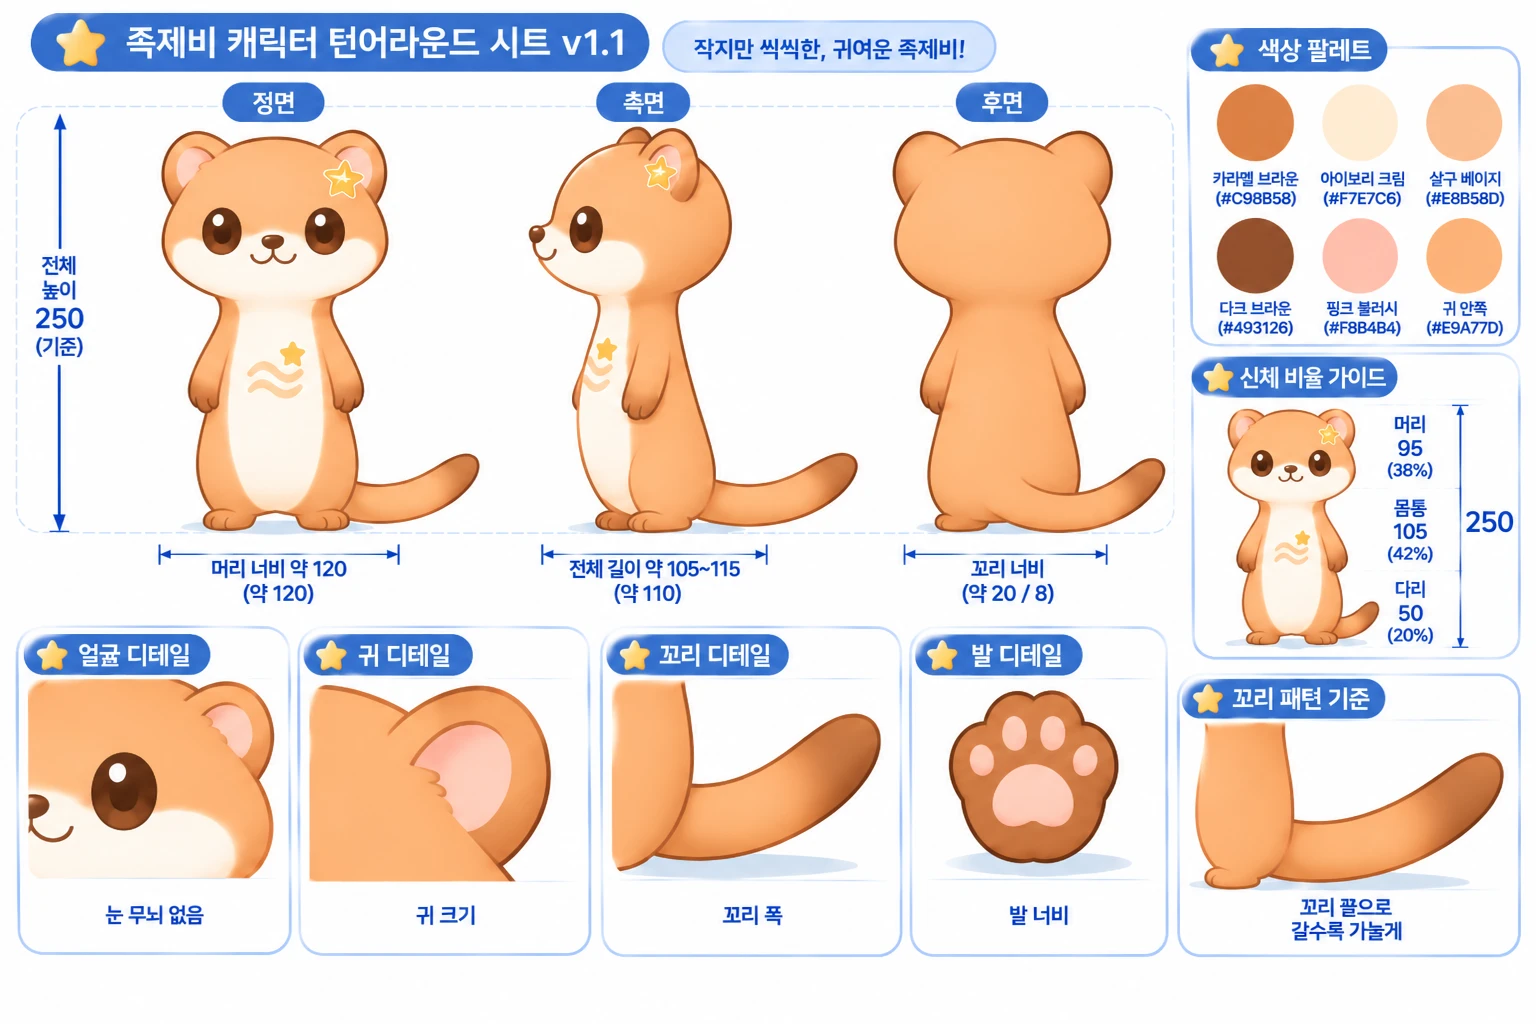 족제비 캐릭터 턴어라운드 시트 v1.1
작지만 씩씩한, 귀여운 족제비!
정면
측면
후면
전체
높이
250
(기준)
머리 너비 약 120
(약 120)
전체 길이 약 105~115
(약 110)
꼬리 너비
(약 20 / 8)
색상 팔레트
카라멜 브라운
(#C98B58)
아이보리 크림
(#F7E7C6)
살구 베이지
(#E8B58D)
다크 브라운
(#493126)
핑크 블러시
(#F8B4B4)
귀 안쪽
(#E9A77D)
신체 비율 가이드
머리
95
(38%)
몸통
105
(42%)
다리
50
(20%)
250
얼귤 디테일
눈 무뇌 없음
귀 디테일
귀 크기
꼬리 디테일
꼬리 폭
발 디테일
발 너비
꼬리 패턴 기준
꼬리 끌으로
갈수록 가눌게